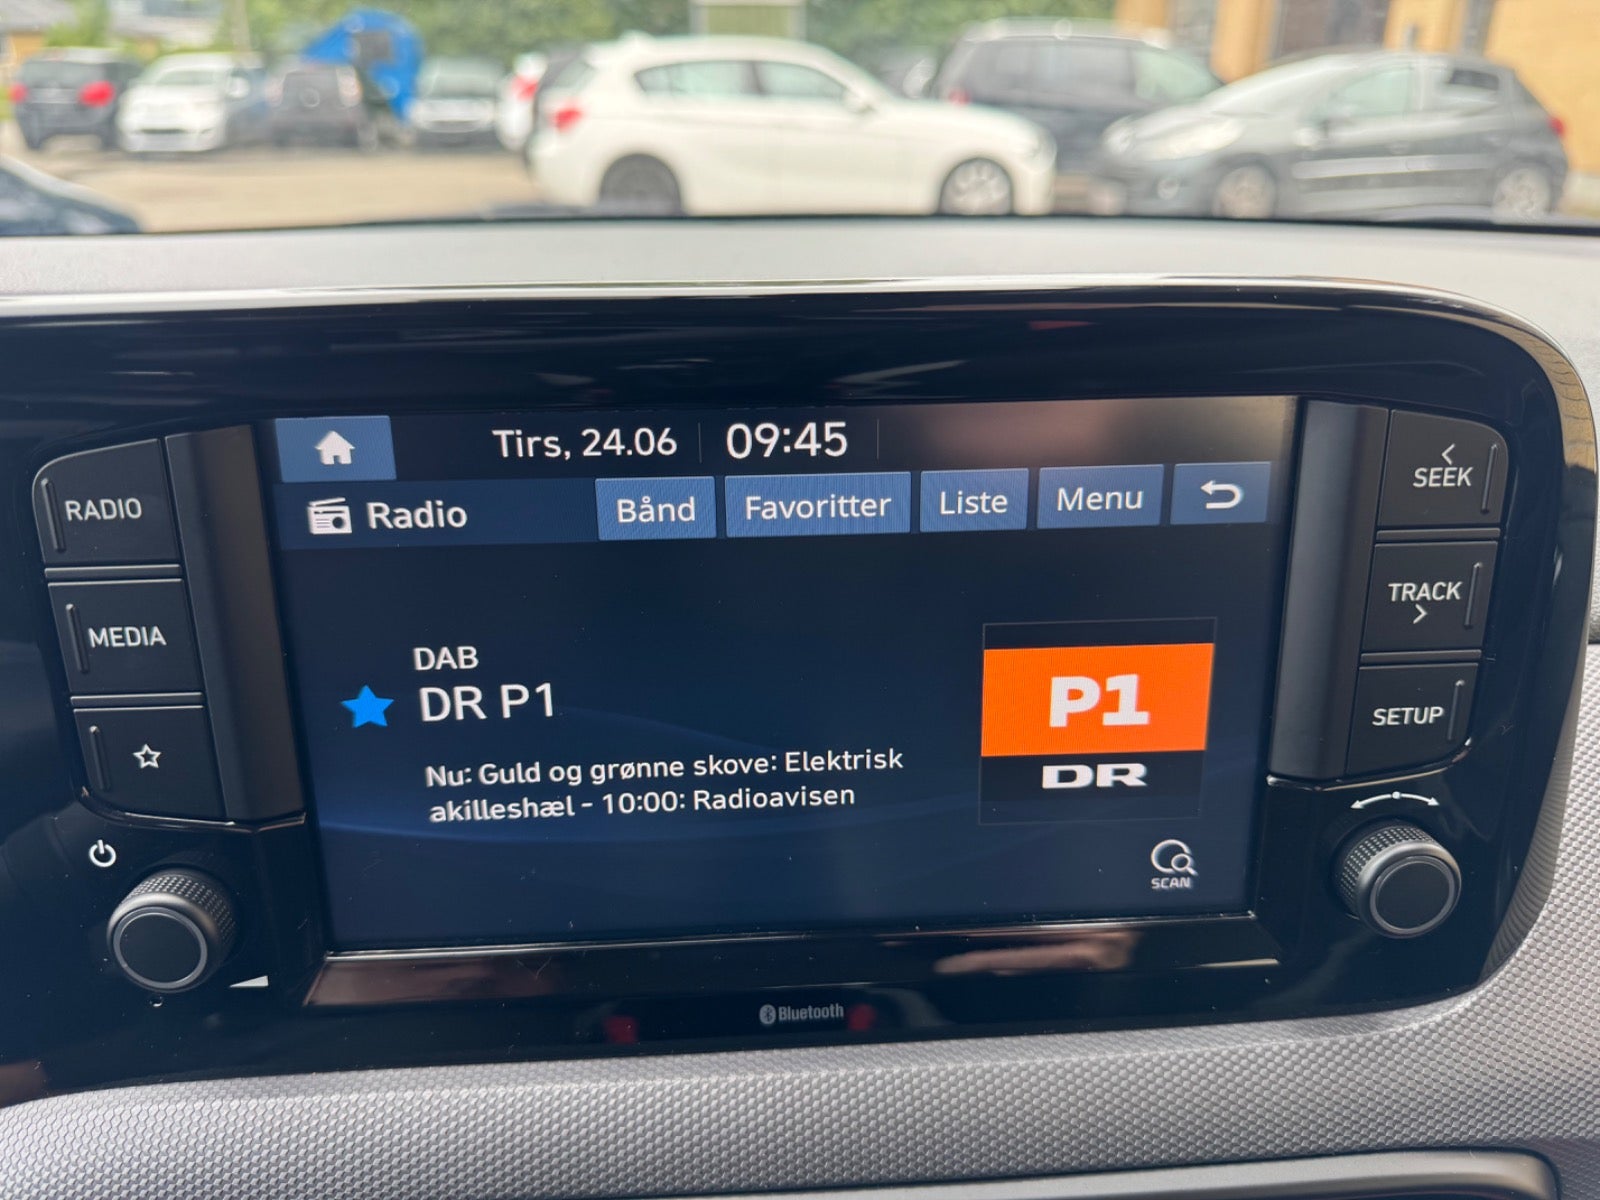 Tirs, 24.06 09:45
Radio Bånd Favoritter Liste Menu
RADIO
MEDIA
DAB
DR P1
Nu: Guld og grønne skove: Elektrisk
akilleshæl - 10:00: Radioavisen
P1
DR
SCAN
SEEK
TRACK
SETUP
Bluetooth